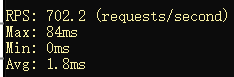 RPS: 702.2 (requests/second)
Max: 84ms
Min: 0ms
Avg: 1.8ms